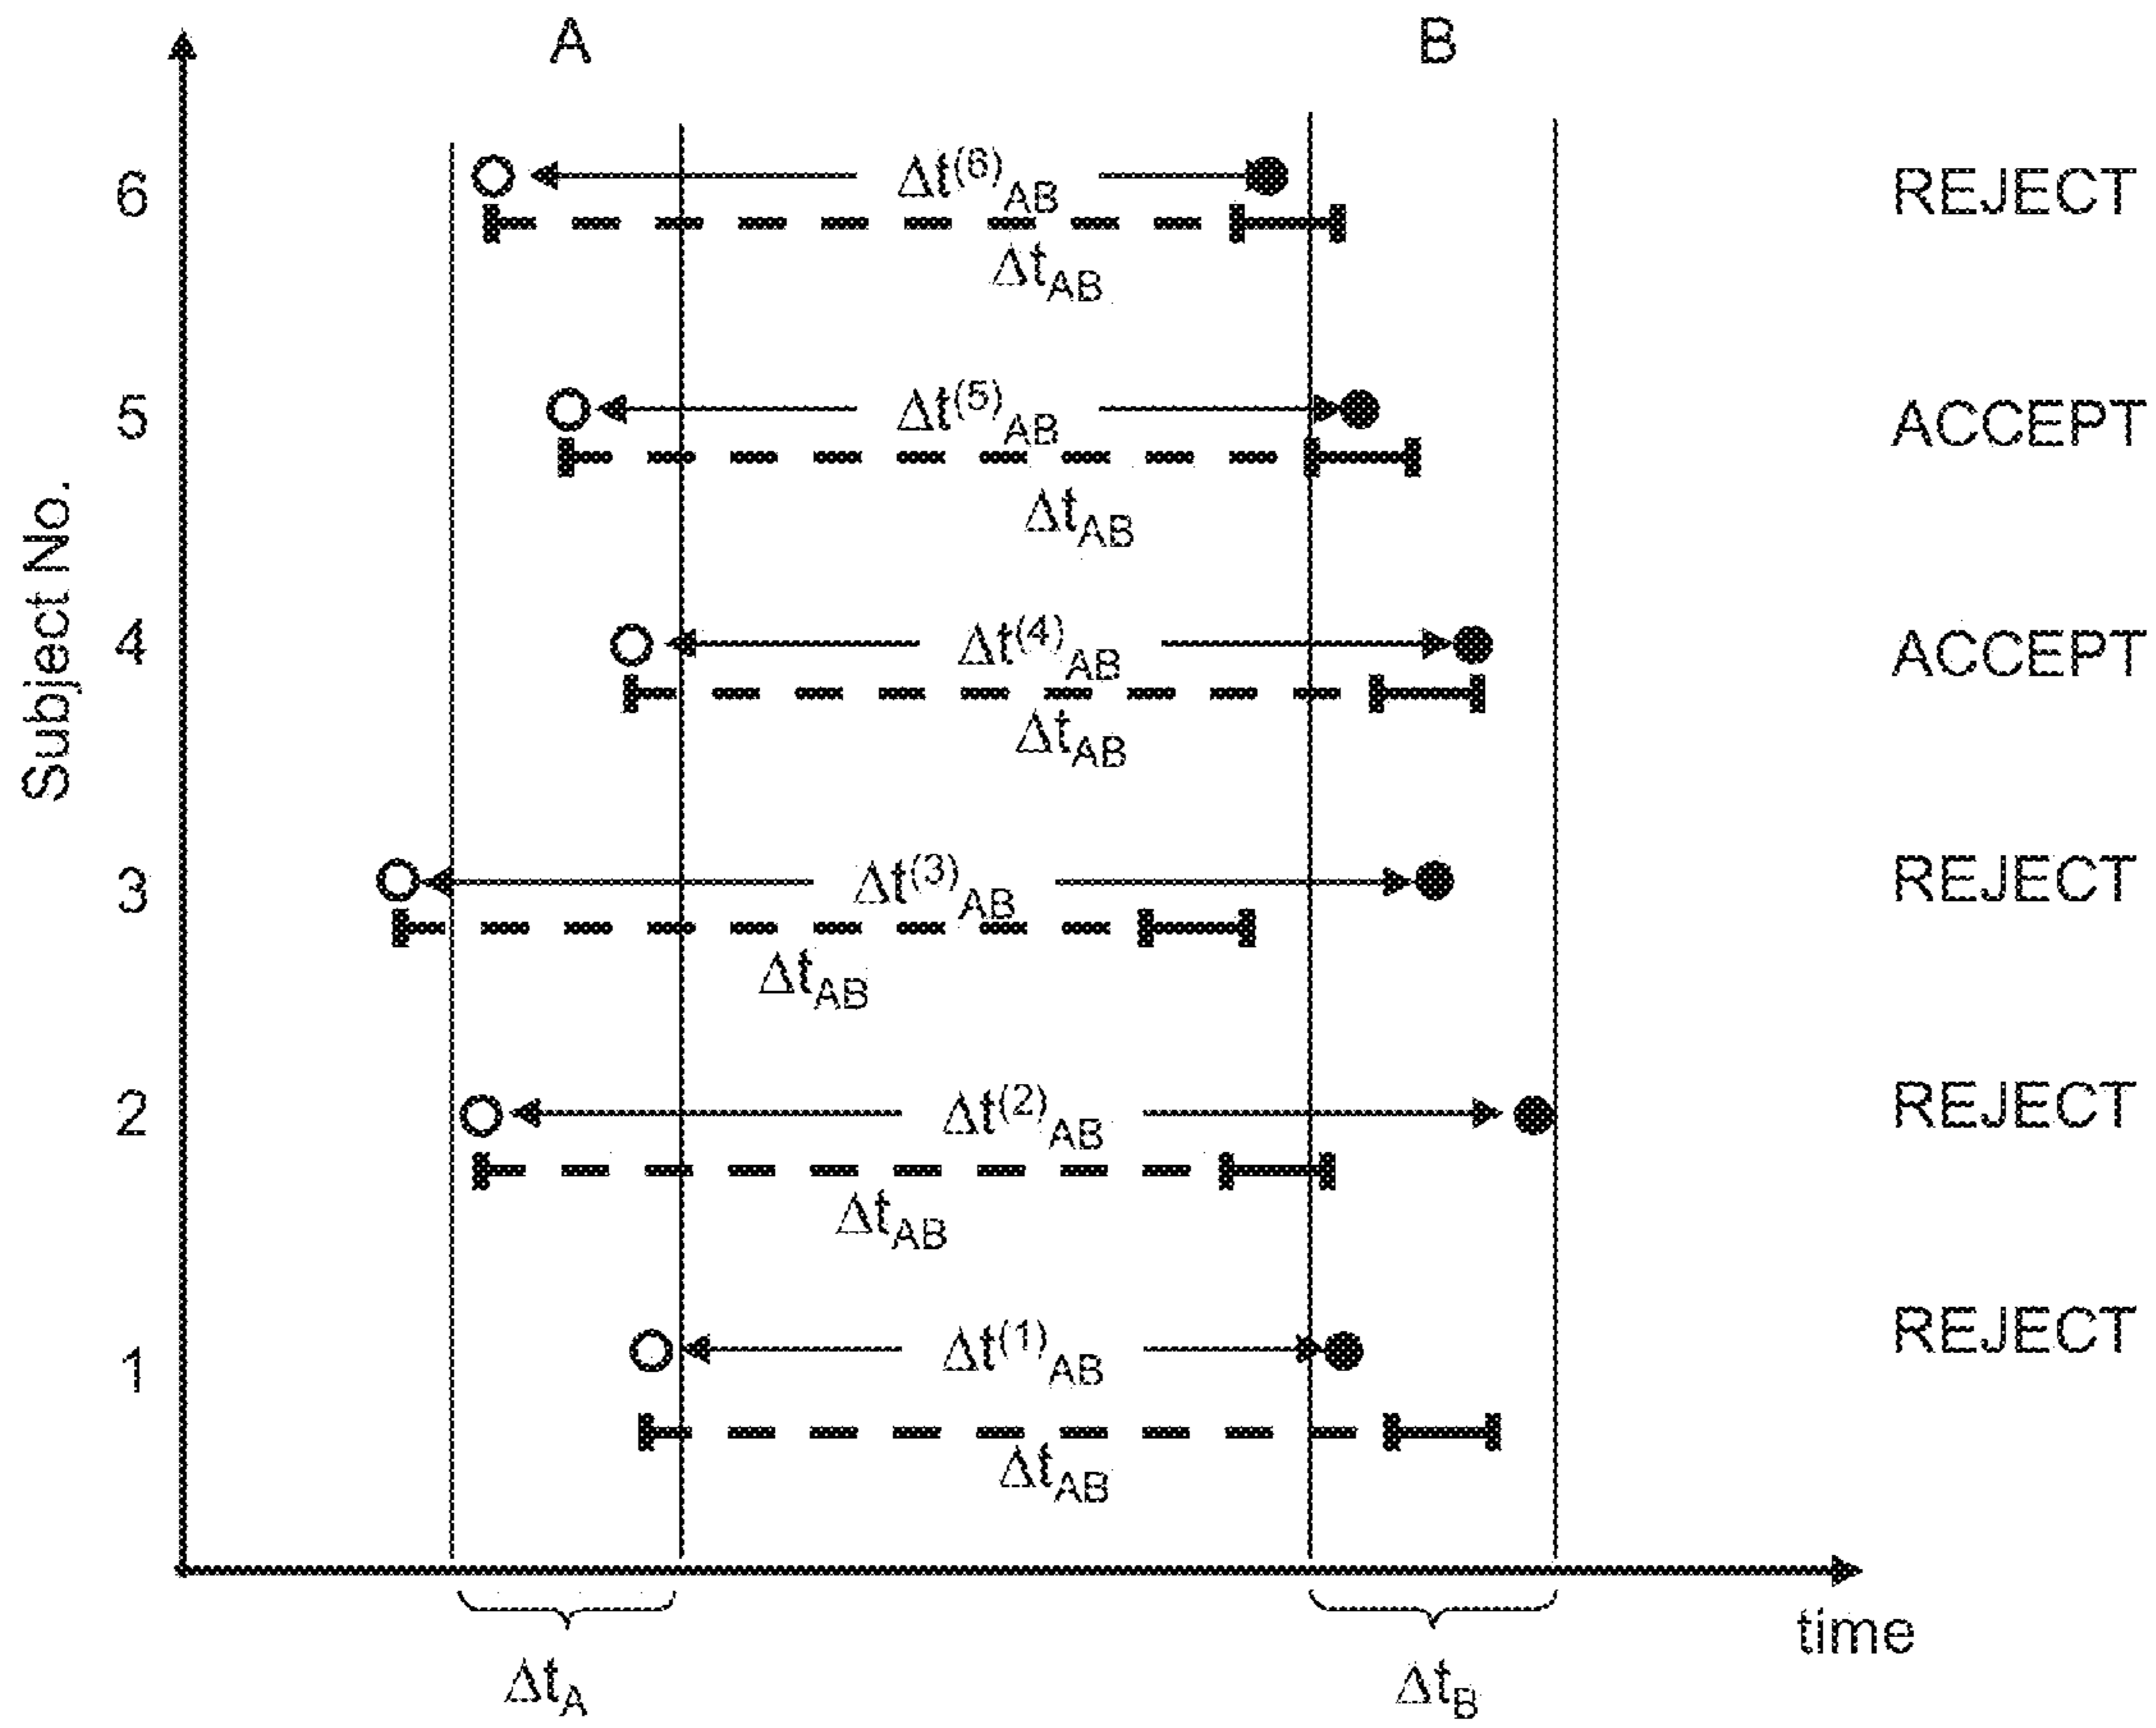 A B
6 Δt(6)AB REJECT
ΔtAB
5 Δt(5)AB ACCEPT
ΔtAB
Subject No.
4 Δt(4)AB ACCEPT
ΔtAB
3 Δt(3)AB REJECT
ΔtAB
2 Δt(2)AB REJECT
ΔtAB
1 Δt(1)AB REJECT
ΔtAB
time
ΔtA ΔtB